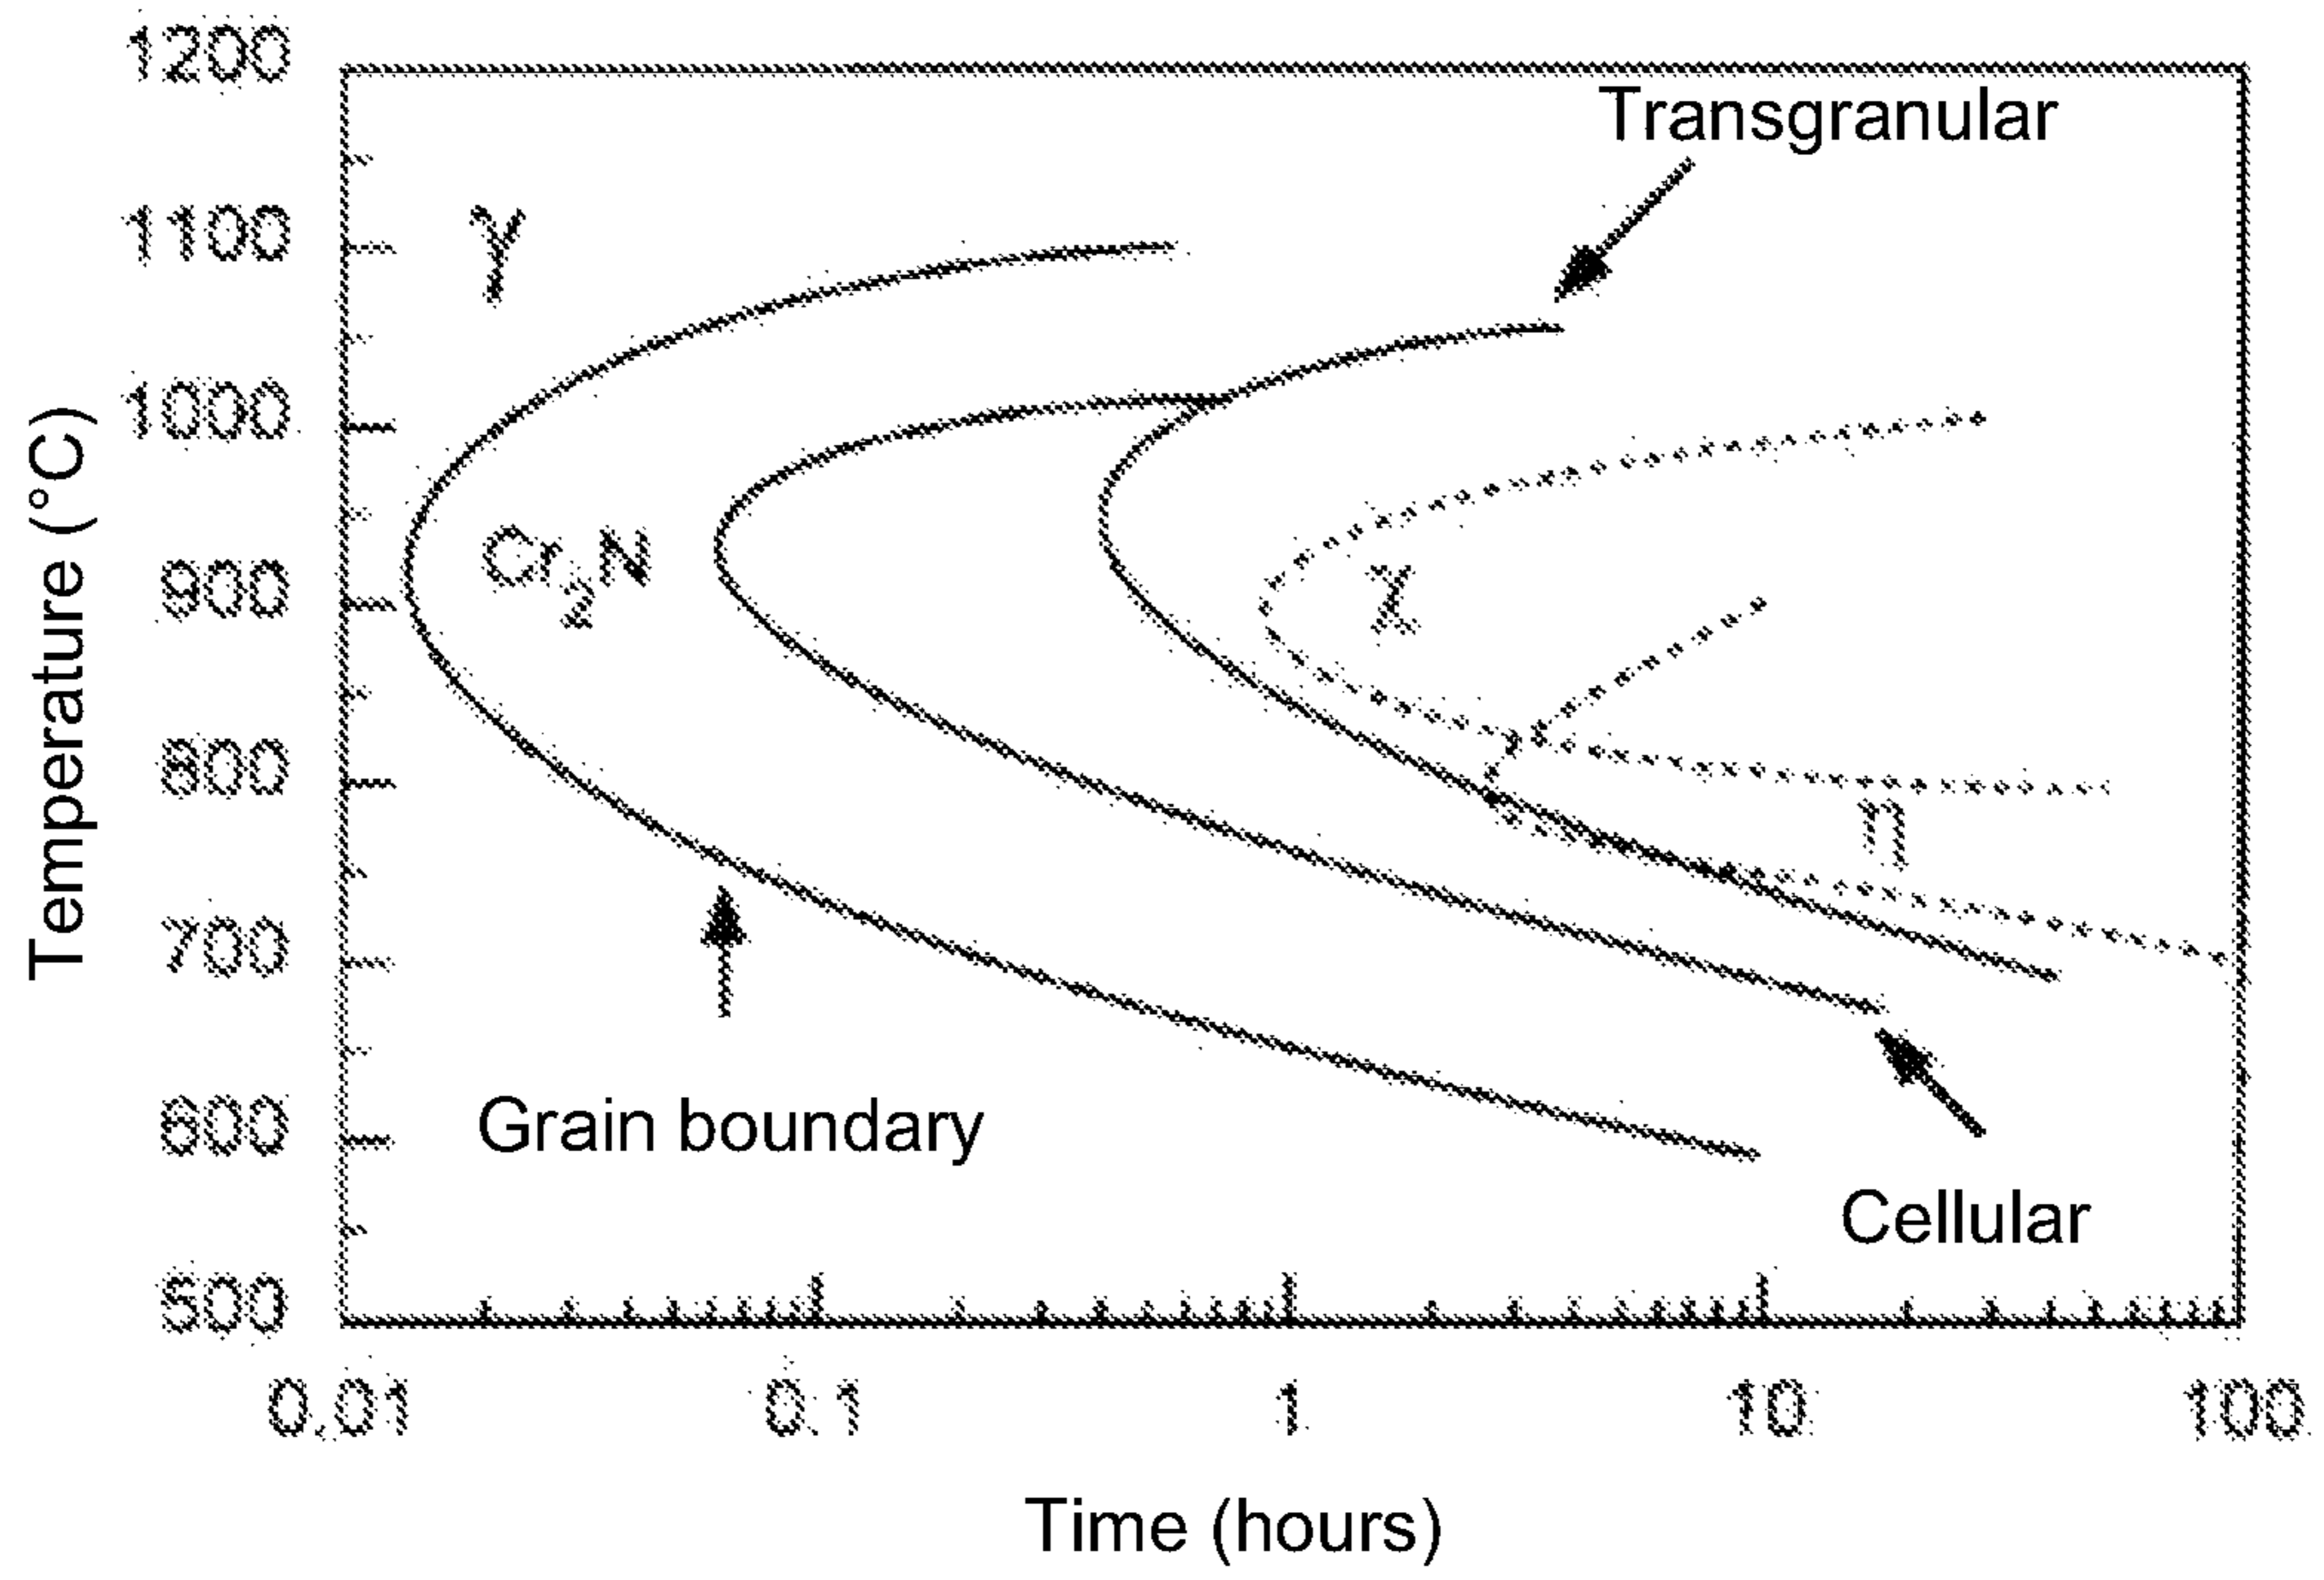 1200
Transgranular
1100
γ
1000
Cr₂N
χ
900
800
η
700
Grain boundary
600
Cellular
500
0.01
0.1
1
10
100
Temperature (°C)
Time (hours)